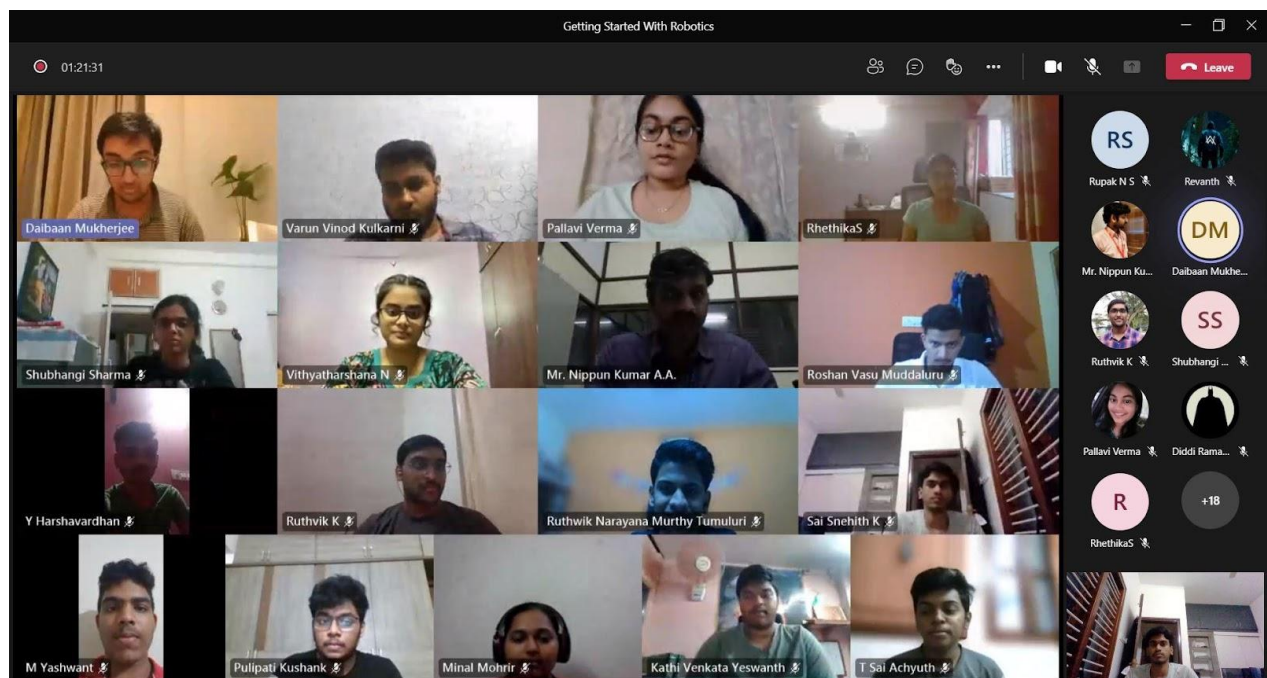 Getting Started With Robotics
01:21:31
Leave
Daibaan Mukherjee
Varun Vinod Kulkarni
Pallavi Verma
RhethikaS
Shubhangi Sharma
Vithyatharshana N
Mr. Nippun Kumar A.A.
Roshan Vasu Muddaluru
Y Harshavardhan
Ruthvik K
Ruthwik Narayana Murthy Tumuluri
Sai Snehith K
M Yashwant
Pulipati Kushank
Minal Mohrir
Kathi Venkata Yeswanth
T Sai Achyuth
RS
Rupak N S
Revanth
Mr. Nippun Ku...
DM
Daibaan Mukhe...
Ruthvik K
SS
Shubhangi ...
Pallavi Verma
Diddi Rama...
R
RhethikaS
+18